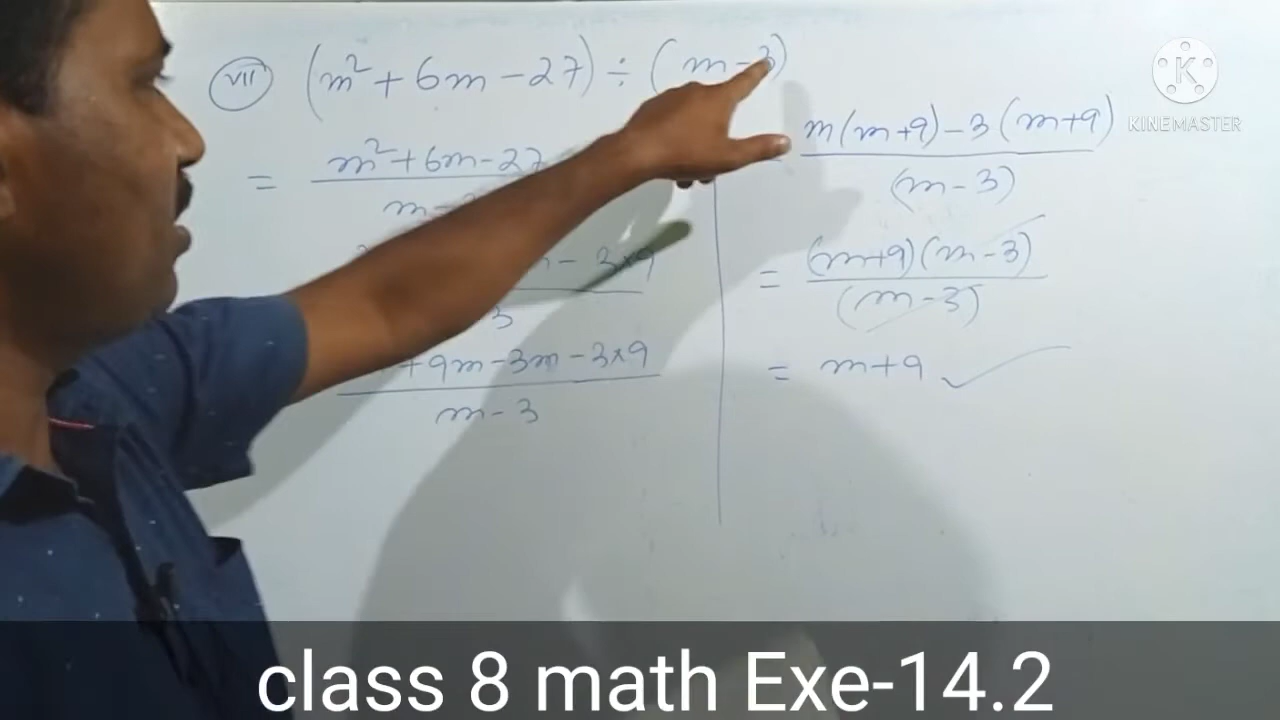 VII (m² + 6m - 27) ÷ (m - 3)
= m² + 6m - 27
m -
- 3×9
3
+ 9m - 3m - 3×9
m - 3
m(m+9) - 3(m+9)
(m - 3)
= (m+9)(m-3)
(m - 3)
= m+9 ✓
K
KINEMASTER
class 8 math Exe-14.2